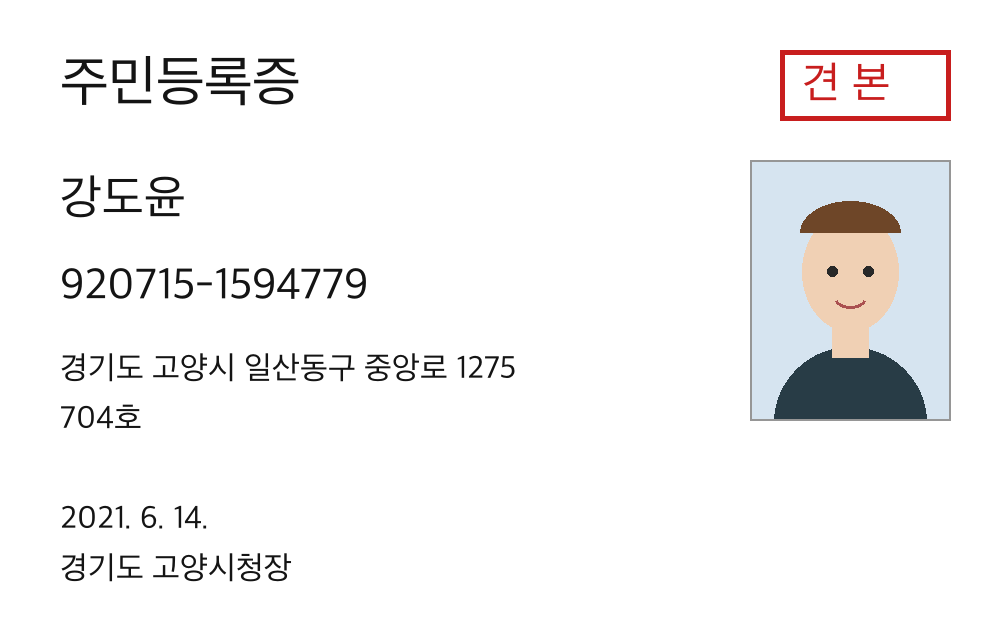 주민등록증
견본
강도윤
920715-1594779
경기도 고양시 일산동구 중앙로 1275
704호
2021. 6. 14.
경기도 고양시청장